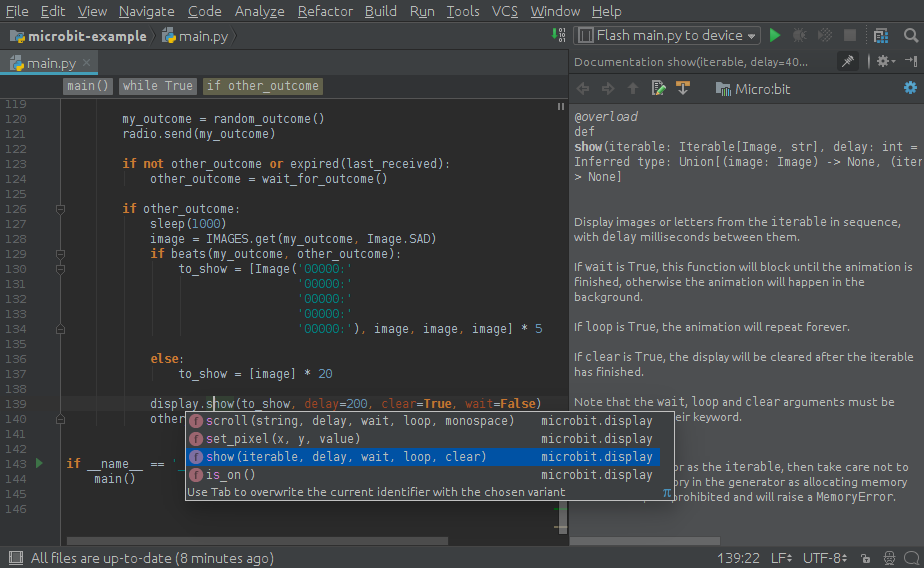 File Edit View Navigate Code Analyze Refactor Build Run Tools VCS Window Help
microbit-example main.py Flash main.py to device
main.py
Documentation show(iterable, delay=40...
main() while True if other_outcome
Micro:bit
119
120 my_outcome = random_outcome()
121 radio.send(my_outcome)
122
123 if not other_outcome or expired(last_received):
124 other_outcome = wait_for_outcome()
125
126 if other_outcome:
127 sleep(1000)
128 image = IMAGES.get(my_outcome, Image.SAD)
129 if beats(my_outcome, other_outcome):
130 to_show = [Image('00000:'
131 '00000:'
132 '00000:'
133 '00000:'
134 '00000:'), image, image, image] * 5
135
136 else:
137 to_show = [image] * 20
138
139 display.show(to_show, delay=200, clear=True, wait=False)
140 other
141
142
143 if __name__ == '_
144 main()
145
146
f scroll(string, delay, wait, loop, monospace) microbit.display
f set_pixel(x, y, value) microbit.display
f show(iterable, delay, wait, loop, clear) microbit.display
f is_on() microbit.display
Use Tab to overwrite the current identifier with the chosen variant π
@overload
def
show(iterable: Iterable[Image, str], delay: int =
Inferred type: Union[(image: Image) -> None, (iter
> None]
Display images or letters from the iterable in sequence,
with delay milliseconds between them.
If wait is True, this function will block until the animation is
finished, otherwise the animation will happen in the
background.
If loop is True, the animation will repeat forever.
If clear is True, the display will be cleared after the iterable
has finished.
Note that the wait, loop and clear arguments must be
eir keyword.
or as the iterable, then take care not to
ory in the generator as allocating memory
prohibited and will raise a MemoryError.
All files are up-to-date (8 minutes ago) 139:22 LF UTF-8